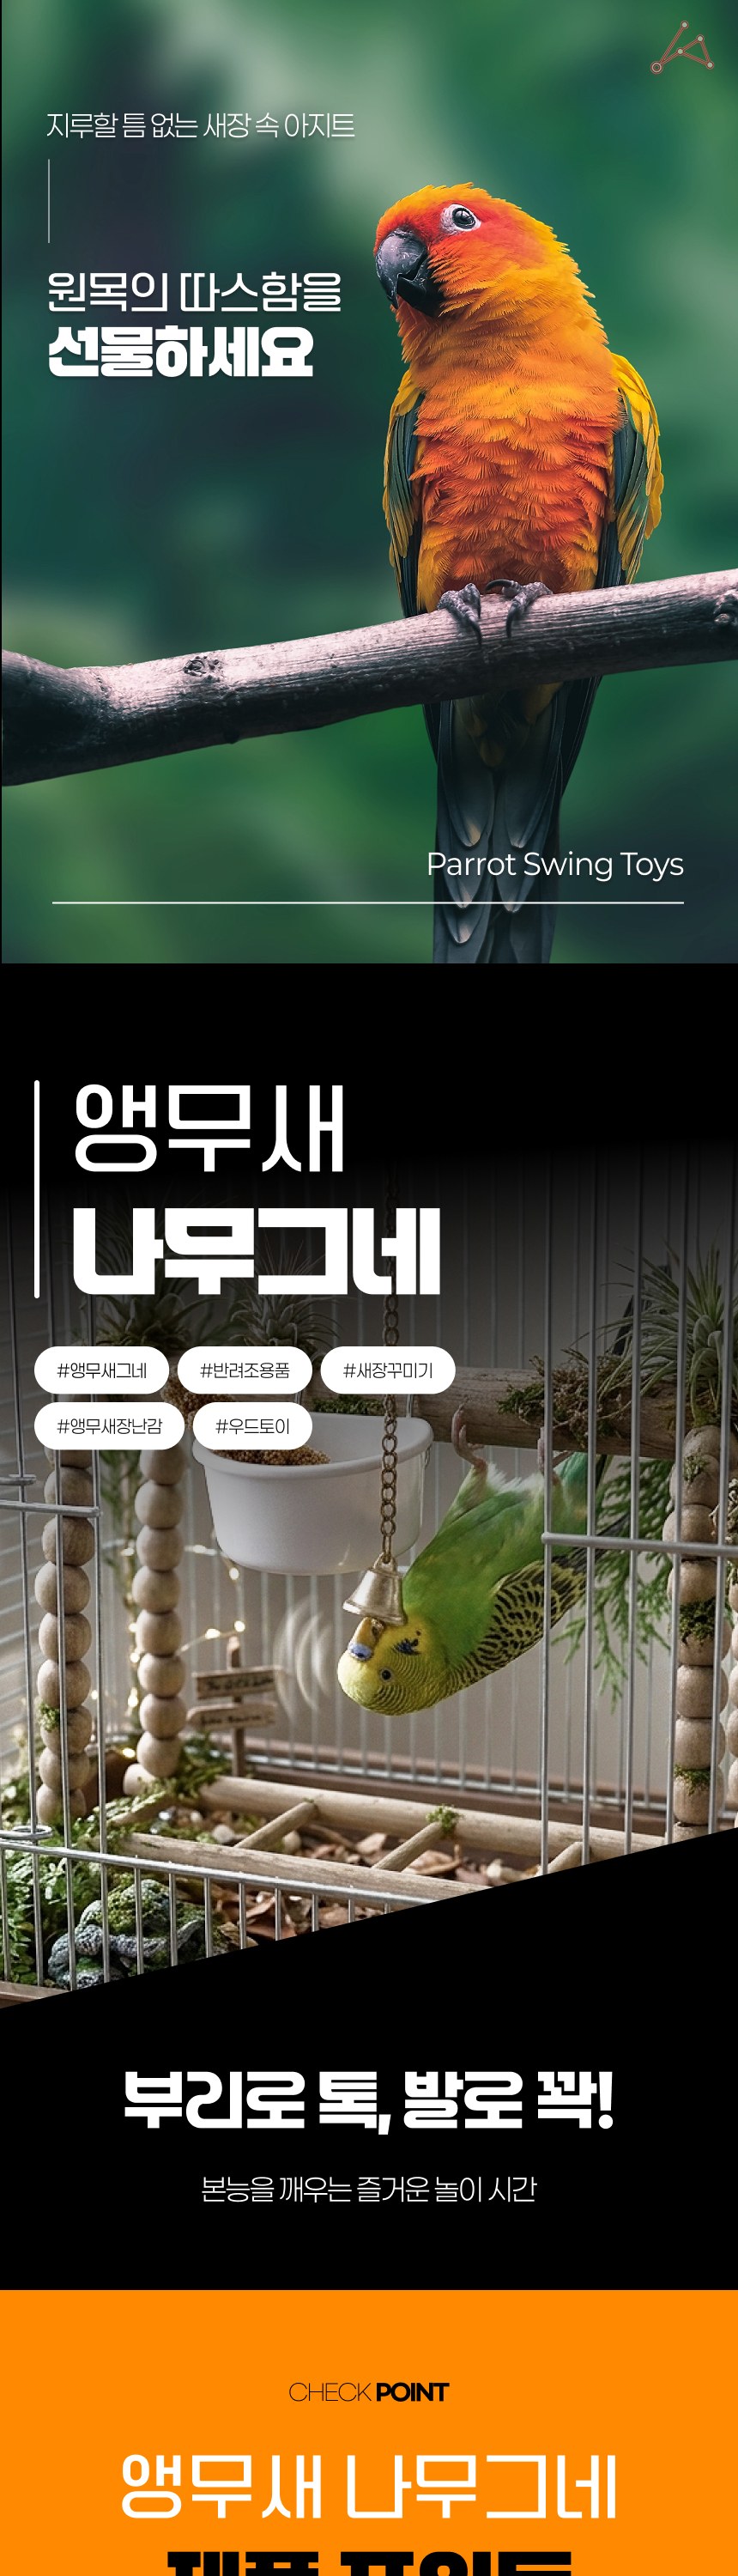 지루할 틈 없는 새장 속 아지트
원목의 따스함을
선물하세요
Parrot Swing Toys
앵무새
나무그네
#앵무새그네 #반려조용품 #새장꾸미기
#앵무새장난감 #우드토이
부리로 톡, 발로 꽉!
본능을 깨우는 즐거운 놀이 시간
CHECK POINT
앵무새 나무그네